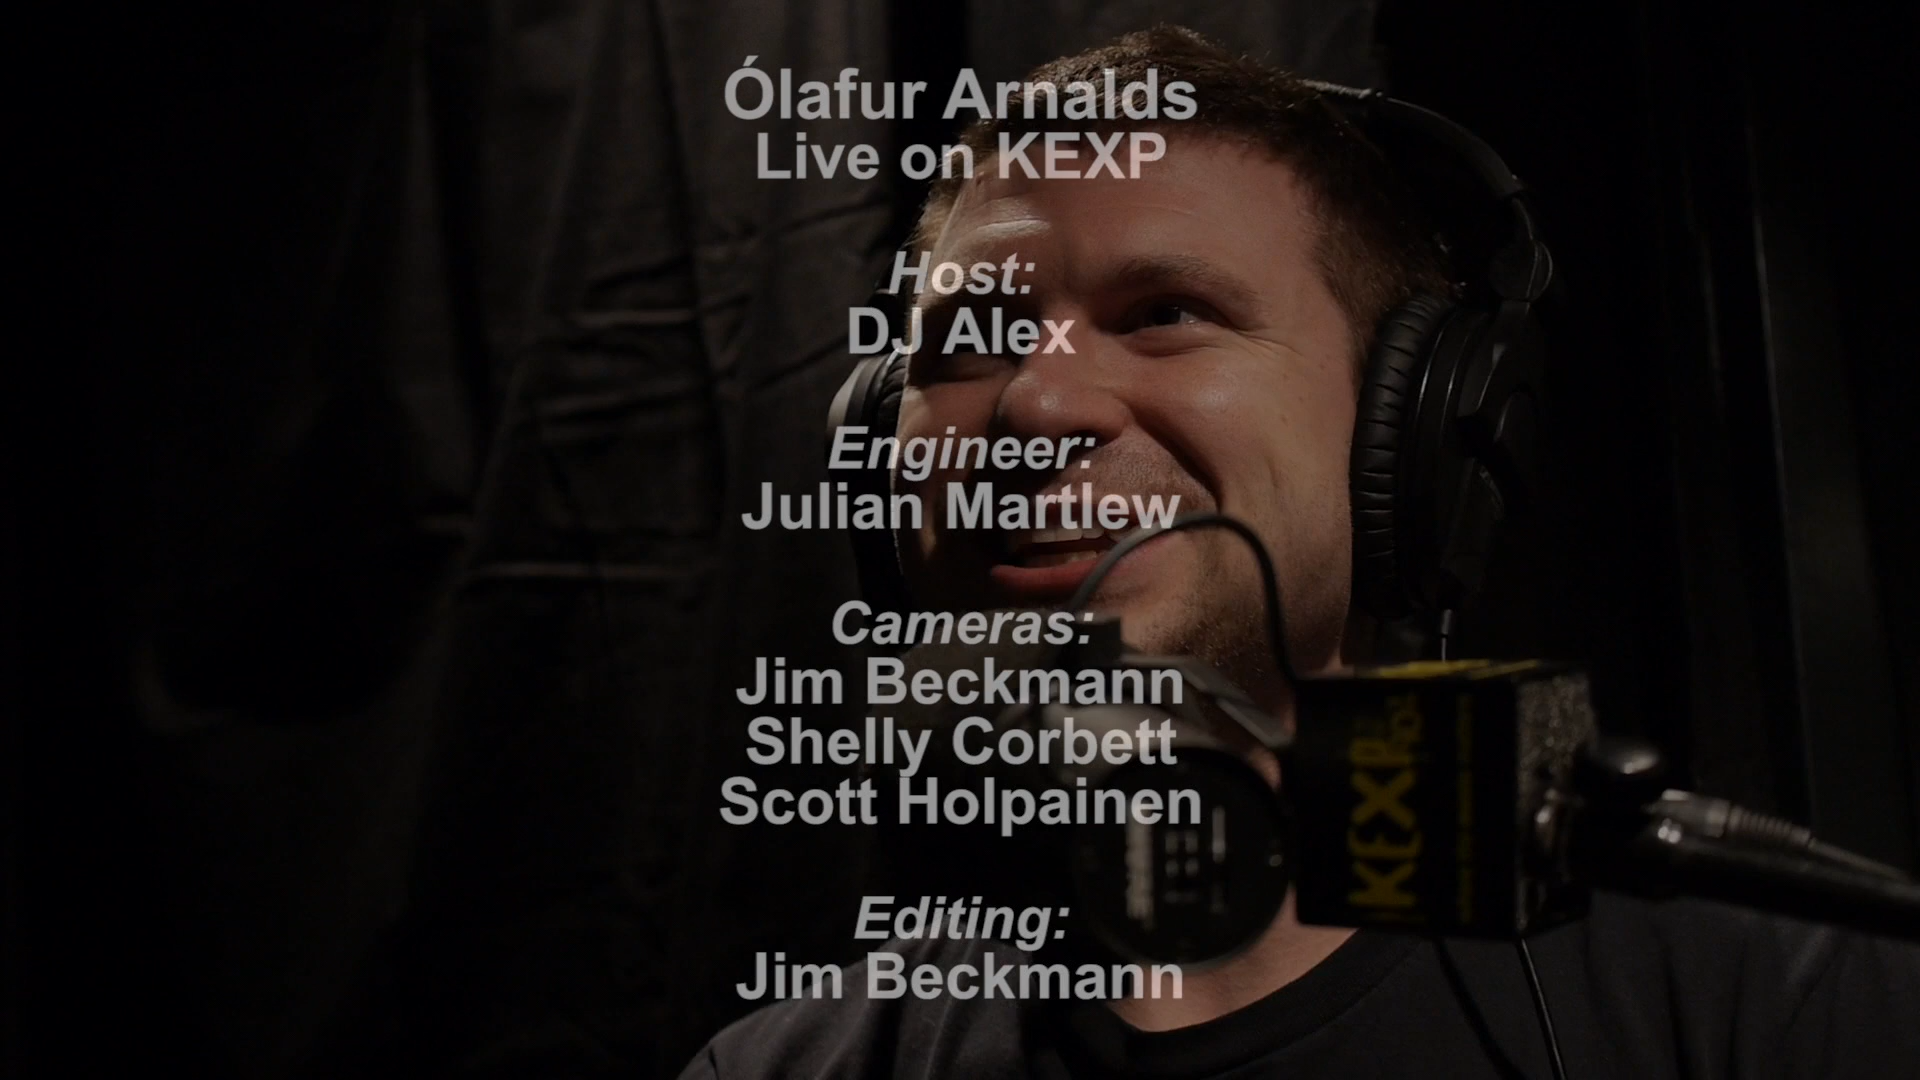 Ólafur Arnalds
Live on KEXP
Host:
DJ Alex
Engineer:
Julian Martlew
Cameras:
Jim Beckmann
Shelly Corbett
Scott Holpainen
Editing:
Jim Beckmann
KEXP